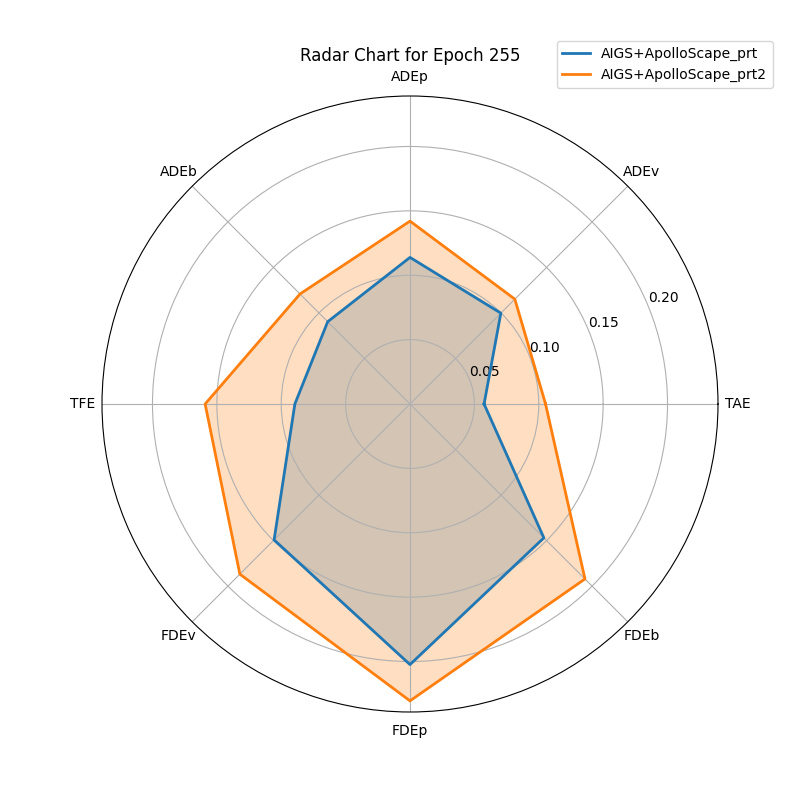 Radar Chart for Epoch 255
AIGS+ApolloScape_prt
AIGS+ApolloScape_prt2
ADEp
ADEb
ADEv
0.20
0.15
0.10
0.05
TFE
TAE
FDEv
FDEb
FDEp